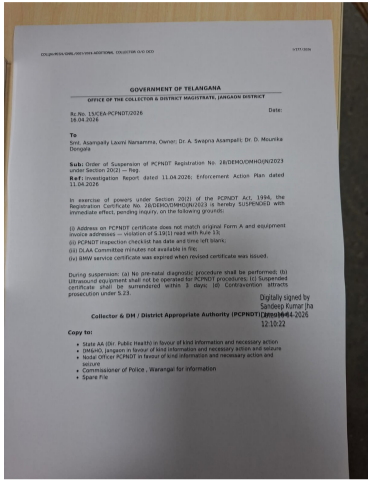 GOVERNMENT OF TELANGANA
OFFICE OF THE COLLECTOR & DISTRICT MAGISTRATE, JANGAON DISTRICT
Rc.No. 15/CEA-PCPNDT/2026 Date:
18.04.2026
To
Smt. Asampally Laxmi Narsamma, Owner; Dr. A. Swapna Asampally; Dr. D. Mounika
Dongala
Sub: Order of Suspension of PCPNDT Registration No. 28/DEMO/DMHO/JN/2023
under Section 20(2) — Reg.
Ref: Investigation Report dated 11.04.2026; Enforcement Action Plan dated
11.04.2026
In exercise of powers under Section 20(2) of the PCPNDT Act, 1994, the
Registration Certificate No. 28/DEMO/DMHO/JN/2023 is hereby SUSPENDED with
immediate effect, pending inquiry, on the following grounds:
(i) Address on PCPNDT certificate does not match original Form A and equipment
invoice addresses — violation of S.19(1) read with Rule 13;
(ii) PCPNDT inspection checklist has date and time left blank;
(iii) DLAA Committee minutes not available in file;
(iv) BMW service certificate was expired when revised certificate was issued.
During suspension: (a) No pre-natal diagnostic procedure shall be performed; (b)
Ultrasound equipment shall not be operated for PCPNDT procedures; (c) Suspended
certificate shall be surrendered within 3 days; (d) Contravention attracts
prosecution under S.23.
Digitally signed by
Sandeep Kumar Jha
Collector & DM / District Appropriate Authority (PCPNDT)
12:10:22
Copy to:
State AA (Dir. Public Health) in favour of kind information and necessary action
DM&HO, Jangaon in favour of kind information and necessary action and seizure
Nodal Officer PCPNDT in favour of kind information and necessary action and
seizure
Commissioner of Police , Warangal for information
Spare File